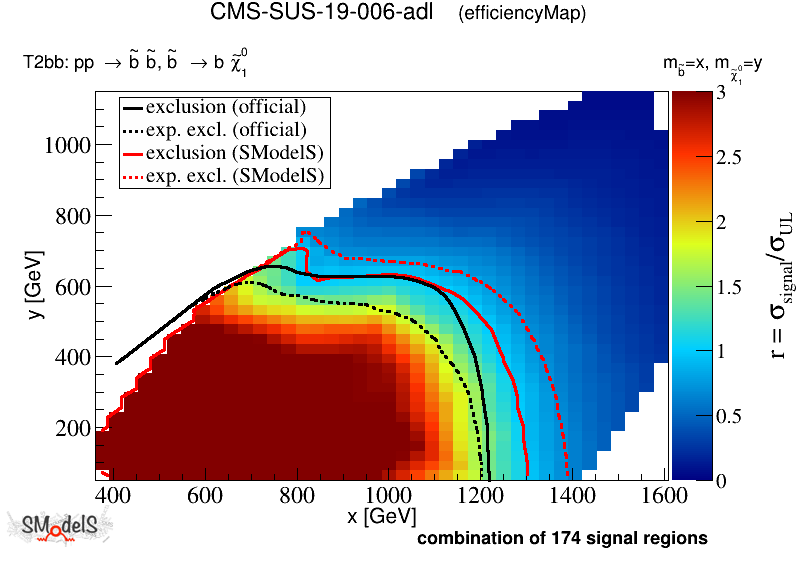 CMS-SUS-19-006-adl (efficiencyMap)
T2bb: pp → b̃ b̃, b̃ → b χ̃₁⁰
m_b̃=x, m_χ̃₁⁰=y
exclusion (official)
exp. excl. (official)
exclusion (SModelS)
exp. excl. (SModelS)
y [GeV]
1000
800
600
400
200
400 600 800 1000 1200 1400 1600
x [GeV]
3
2.5
2
1.5
1
0.5
0
r = σ_signal/σ_UL
SModelS
combination of 174 signal regions